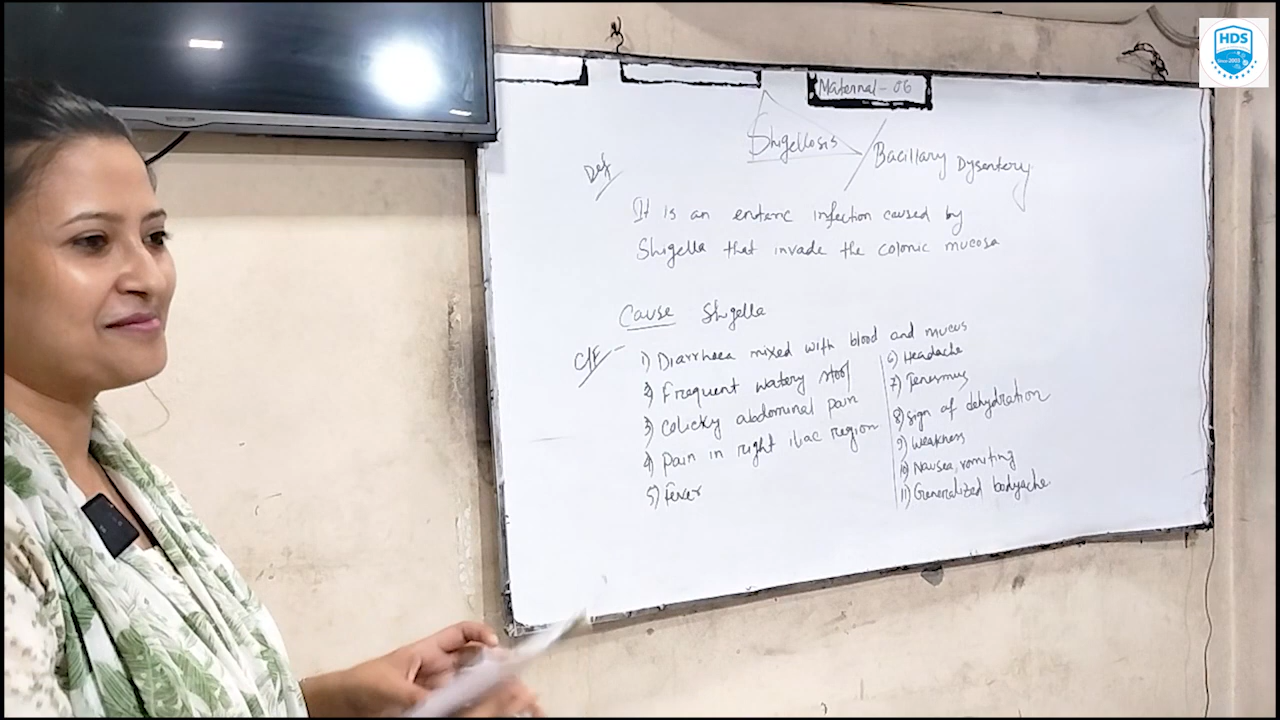 HDS
Since 2003
Maternal - 06
Shigellosis / Bacillary Dysentery
Def
It is an enteric infection caused by
Shigella that invade the colonic mucosa
Cause Shigella
C/F - 1) Diarrhoea mixed with blood and mucus
2) Frequent watery stool
3) Colicky abdominal pain
4) Pain in right iliac region
5) Fever
6) Headache
7) Tenesmus
8) Sign of dehydration
9) Weakness
10) Nausea, vomiting
11) Generalized bodyache